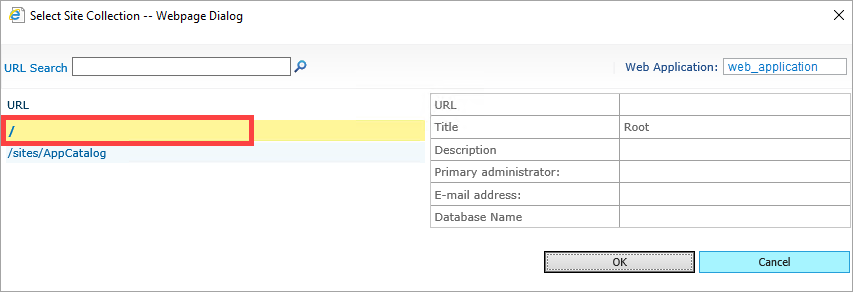 Select Site Collection -- Webpage Dialog
URL Search
Web Application: web_application
URL
/
/sites/AppCatalog
URL
Title Root
Description
Primary administrator:
E-mail address:
Database Name
OK Cancel